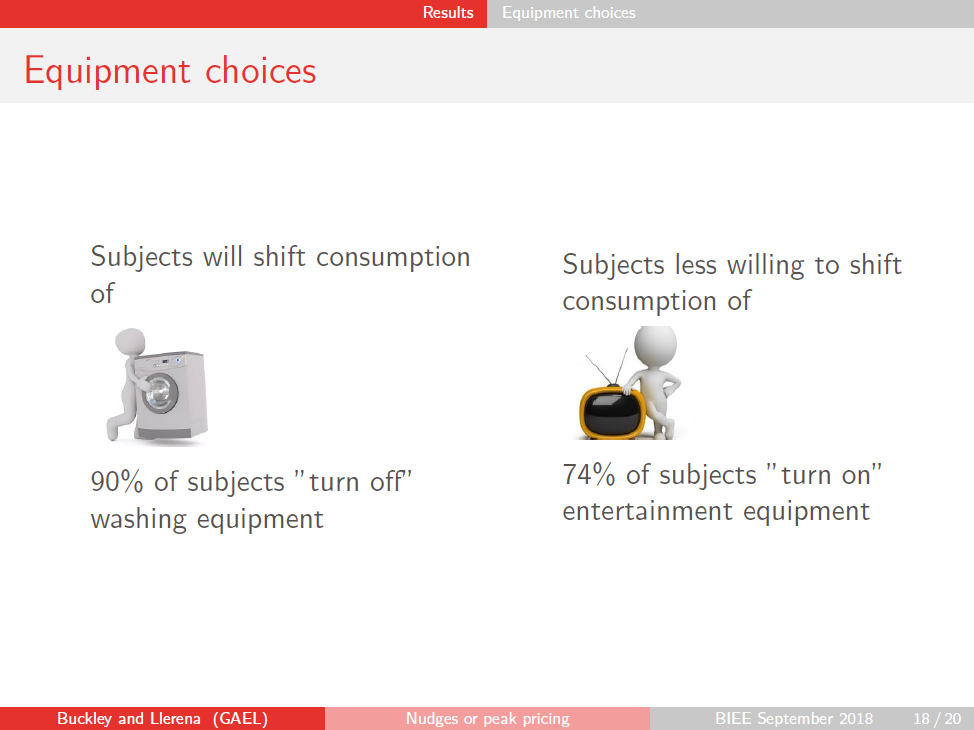 Results Equipment choices
Equipment choices
Subjects will shift consumption
of
90% of subjects ”turn off”
washing equipment
Subjects less willing to shift
consumption of
74% of subjects ”turn on”
entertainment equipment
Buckley and Llerena (GAEL) Nudges or peak pricing BIEE September 2018 18 / 20